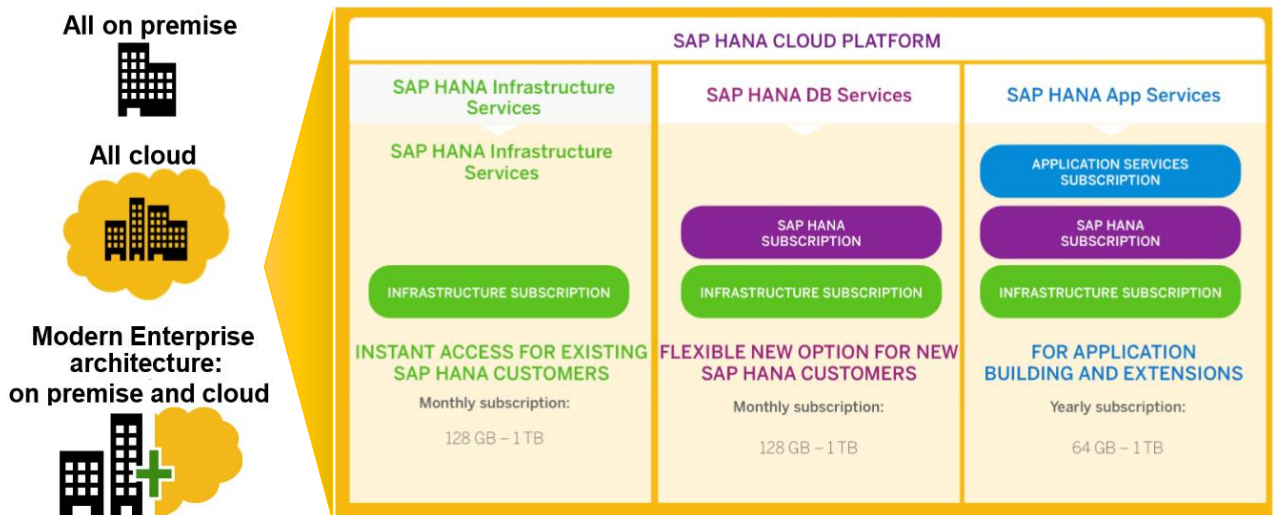 All on premise
All cloud
Modern Enterprise
architecture:
on premise and cloud
SAP HANA CLOUD PLATFORM
SAP HANA Infrastructure
Services
SAP HANA Infrastructure
Services
INFRASTRUCTURE SUBSCRIPTION
INSTANT ACCESS FOR EXISTING
SAP HANA CUSTOMERS
Monthly subscription:
128 GB – 1 TB
SAP HANA DB Services
SAP HANA
SUBSCRIPTION
INFRASTRUCTURE SUBSCRIPTION
FLEXIBLE NEW OPTION FOR NEW
SAP HANA CUSTOMERS
Monthly subscription:
128 GB – 1 TB
SAP HANA App Services
APPLICATION SERVICES
SUBSCRIPTION
SAP HANA
SUBSCRIPTION
INFRASTRUCTURE SUBSCRIPTION
FOR APPLICATION
BUILDING AND EXTENSIONS
Yearly subscription:
64 GB – 1 TB